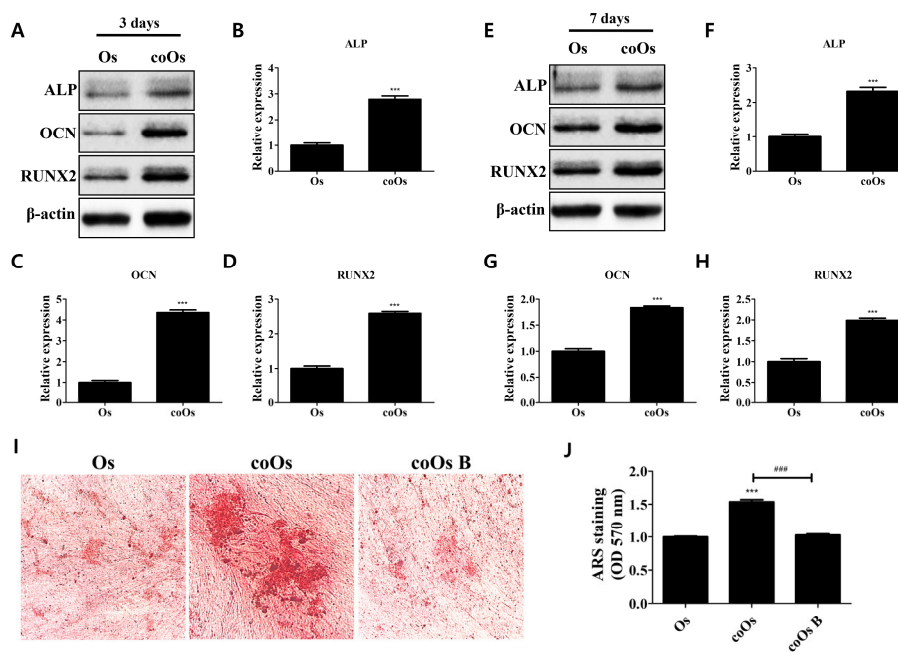 A
3 days
Os coOs
ALP
OCN
RUNX2
β-actin
B
ALP
Relative expression
4
3
2
1
0
***
Os coOs
E
7 days
Os coOs
ALP
OCN
RUNX2
β-actin
F
ALP
Relative expression
3
2
1
0
***
Os coOs
C
OCN
Relative expression
5
4
3
2
1
0
***
Os coOs
D
RUNX2
Relative expression
3
2
1
0
***
Os coOs
G
OCN
Relative expression
2.0
1.5
1.0
0.5
0.0
***
Os coOs
H
RUNX2
Relative expression
2.5
2.0
1.5
1.0
0.5
0.0
***
Os coOs
I
Os coOs coOs B
J
ARS staining
(OD 570 nm)
2.0
1.5
1.0
0.5
0.0
***
###
Os coOs coOs B